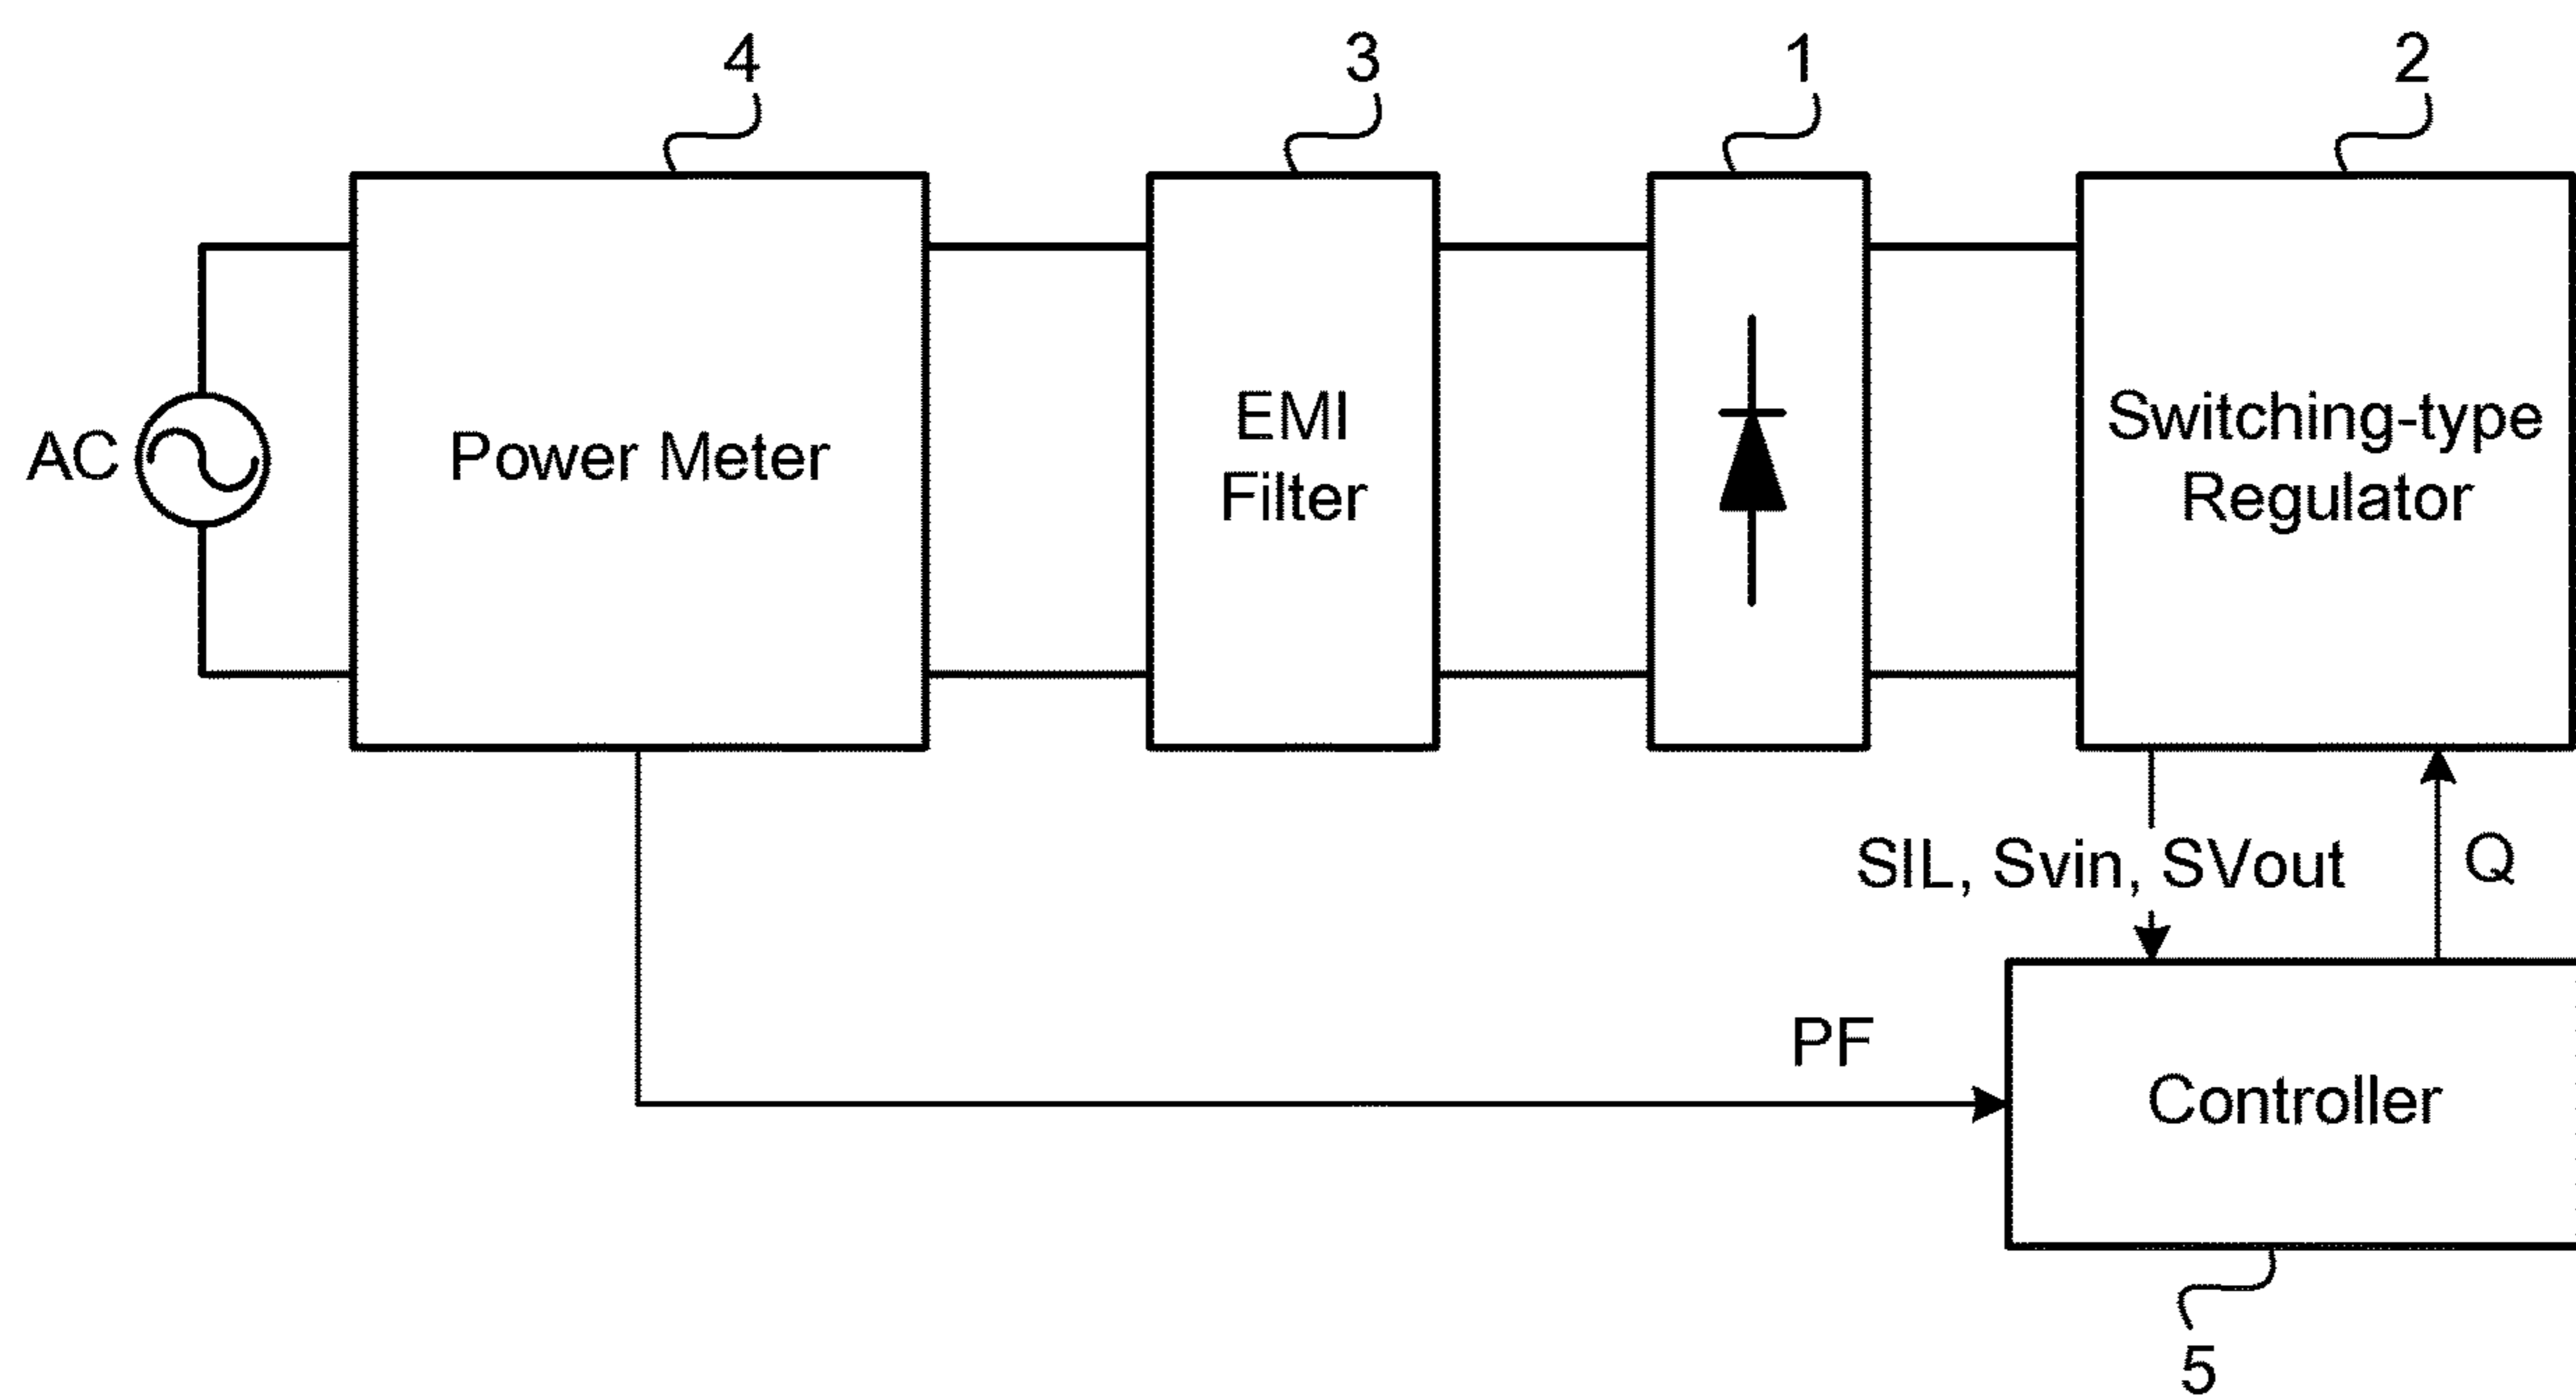 4
3
1
2
AC
Power Meter
EMI
Filter
Switching-type
Regulator
SIL, Svin, SVout
Q
PF
Controller
5